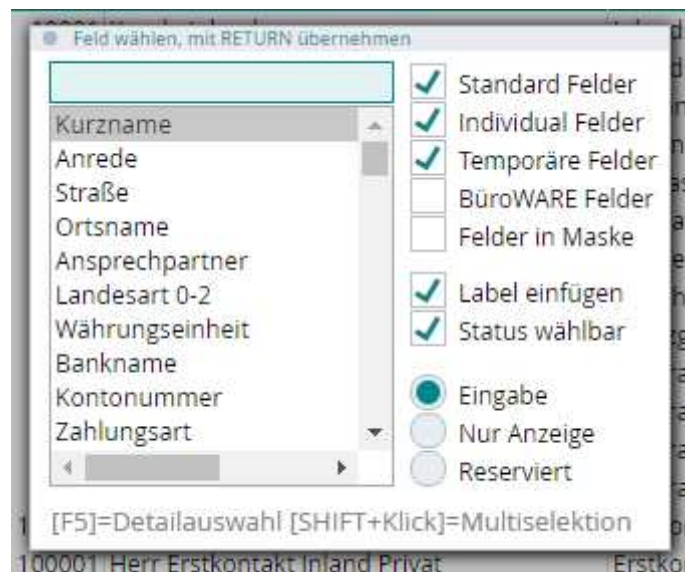 Feld wählen, mit RETURN übernehmen
Kurzname
Anrede
Straße
Ortsname
Ansprechpartner
Landesart 0-2
Währungseinheit
Bankname
Kontonummer
Zahlungsart
Standard Felder
Individual Felder
Temporäre Felder
BüroWARE Felder
Felder in Maske
Label einfügen
Status wählbar
Eingabe
Nur Anzeige
Reserviert
[F5]=Detailauswahl [SHIFT+Klick]=Multiselektion
100001 Herr Erstkontakt Inland Privat